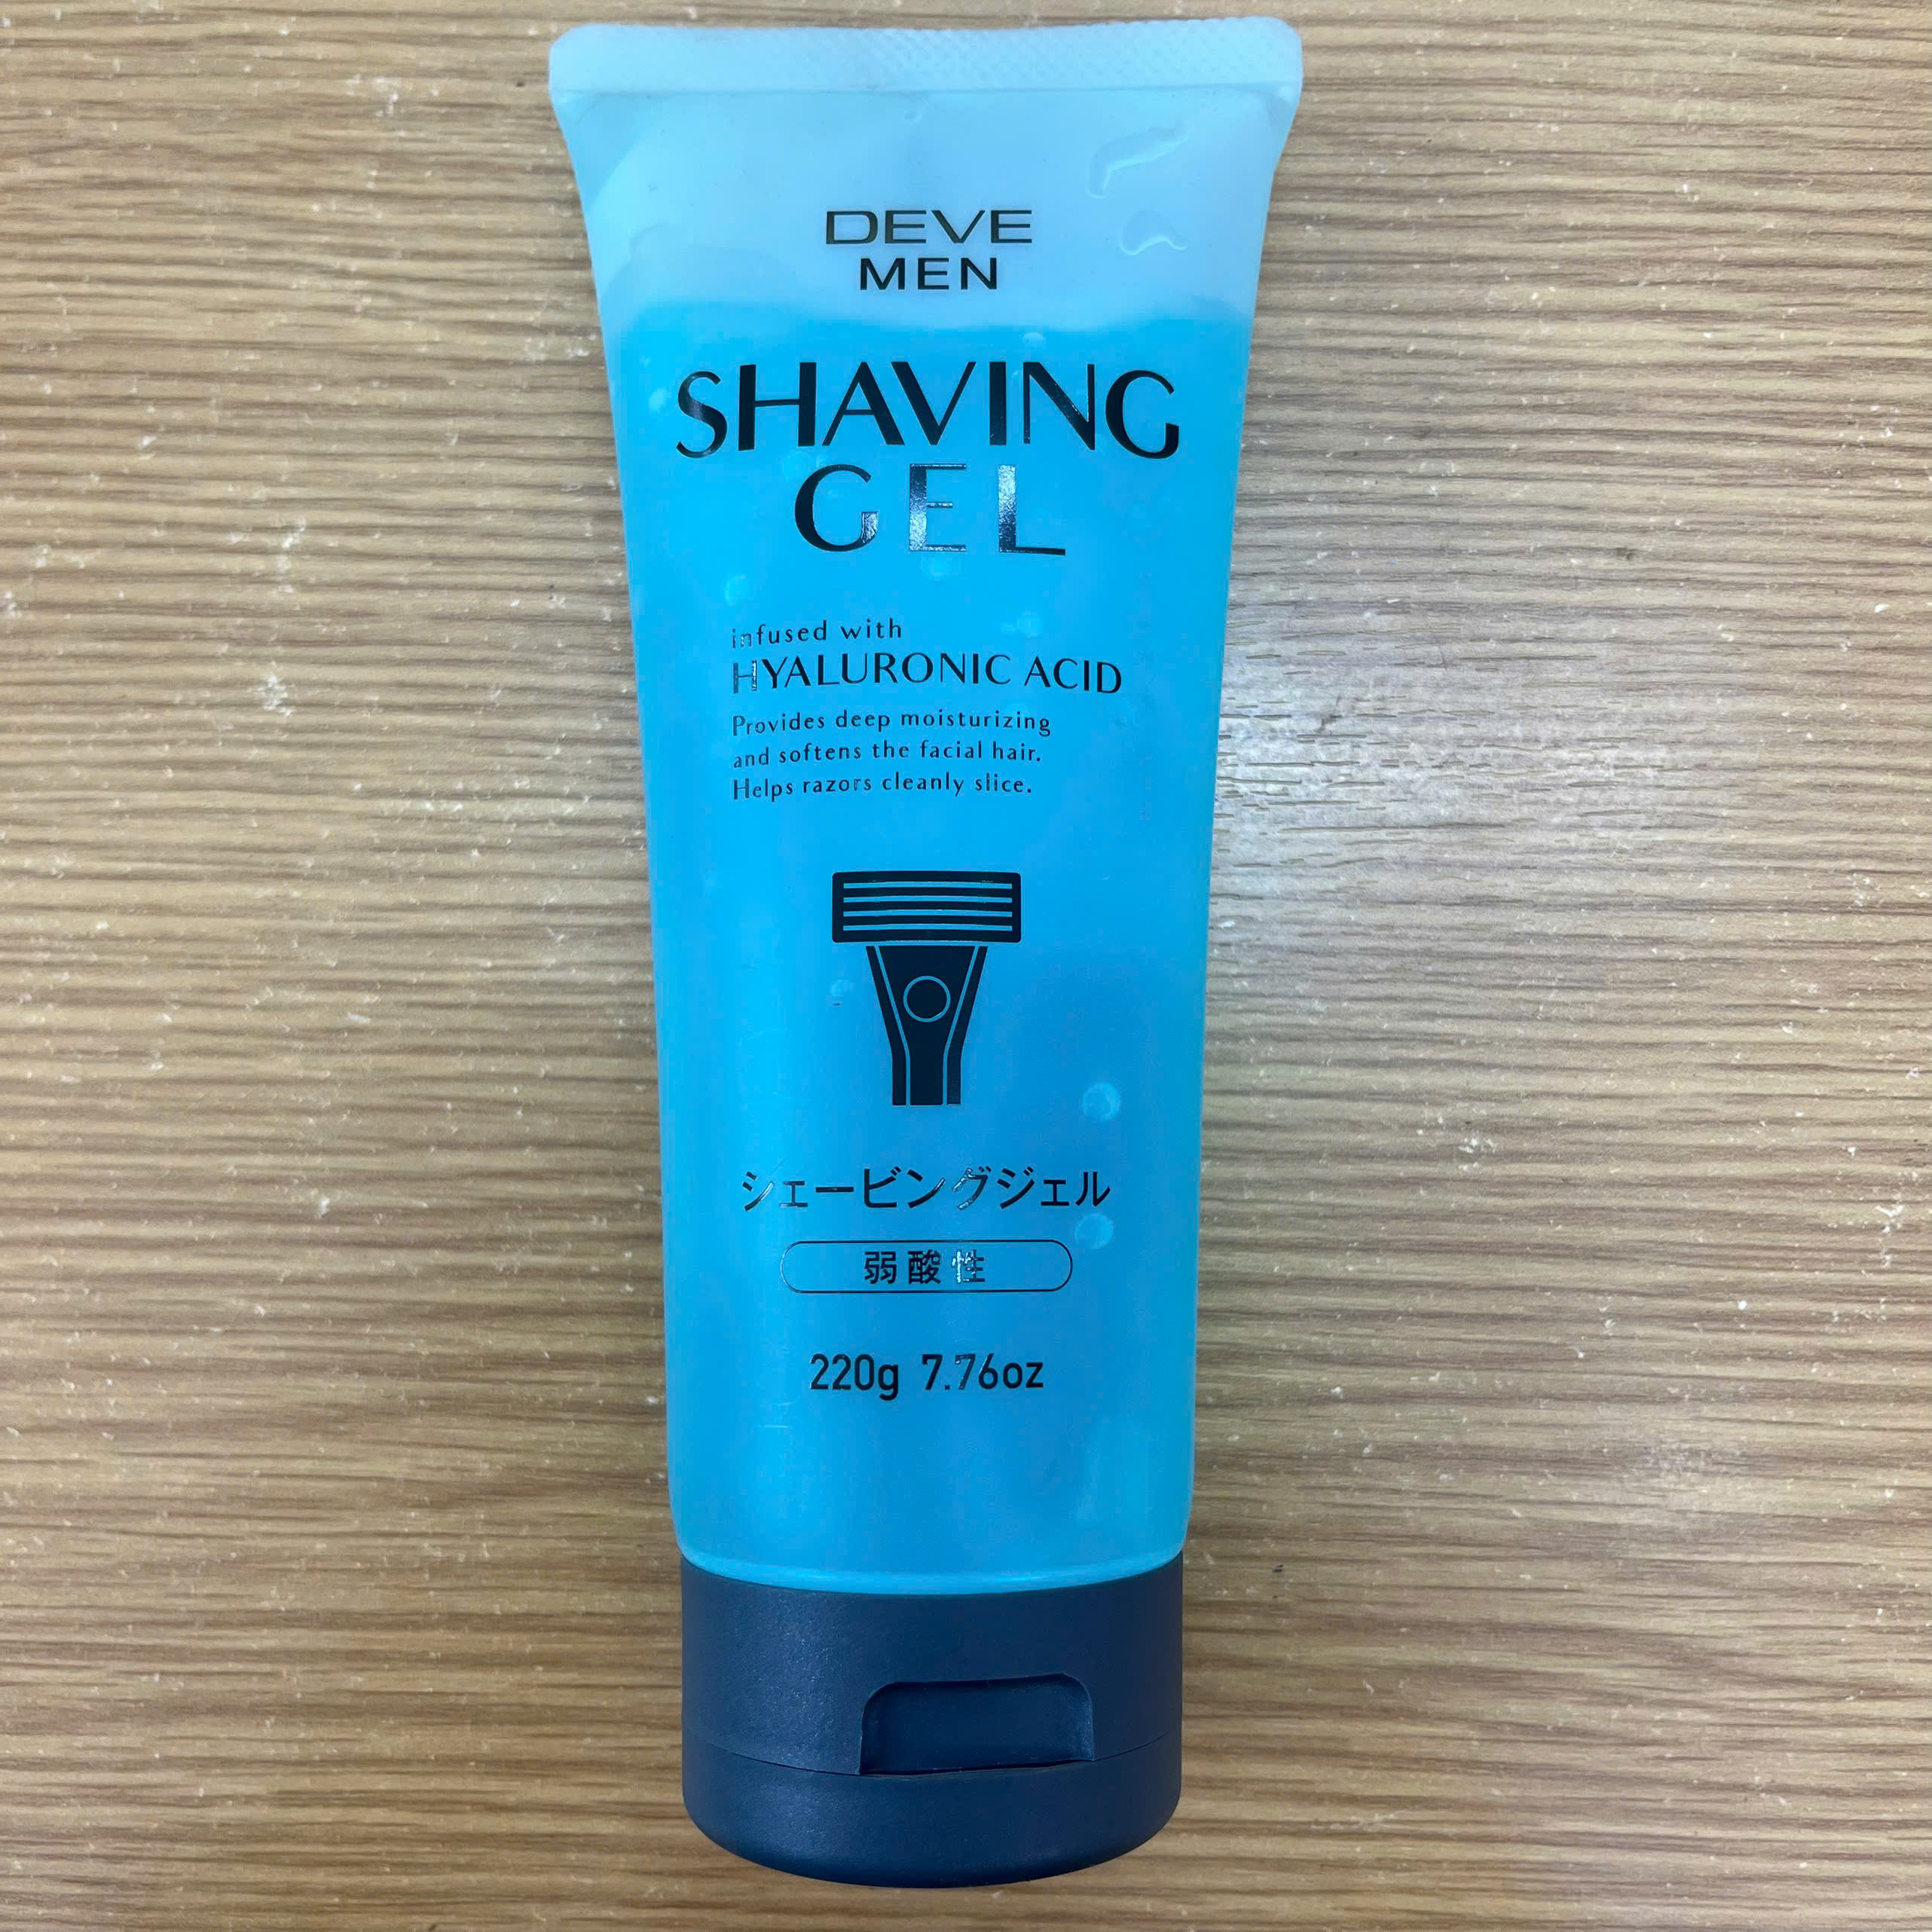 DEVE
MEN
SHAVING
GEL
infused with
HYALURONIC ACID
Provides deep moisturizing
and softens the facial hair.
Helps razors cleanly slice.
シェービングジェル
弱酸性
220g 7.76oz